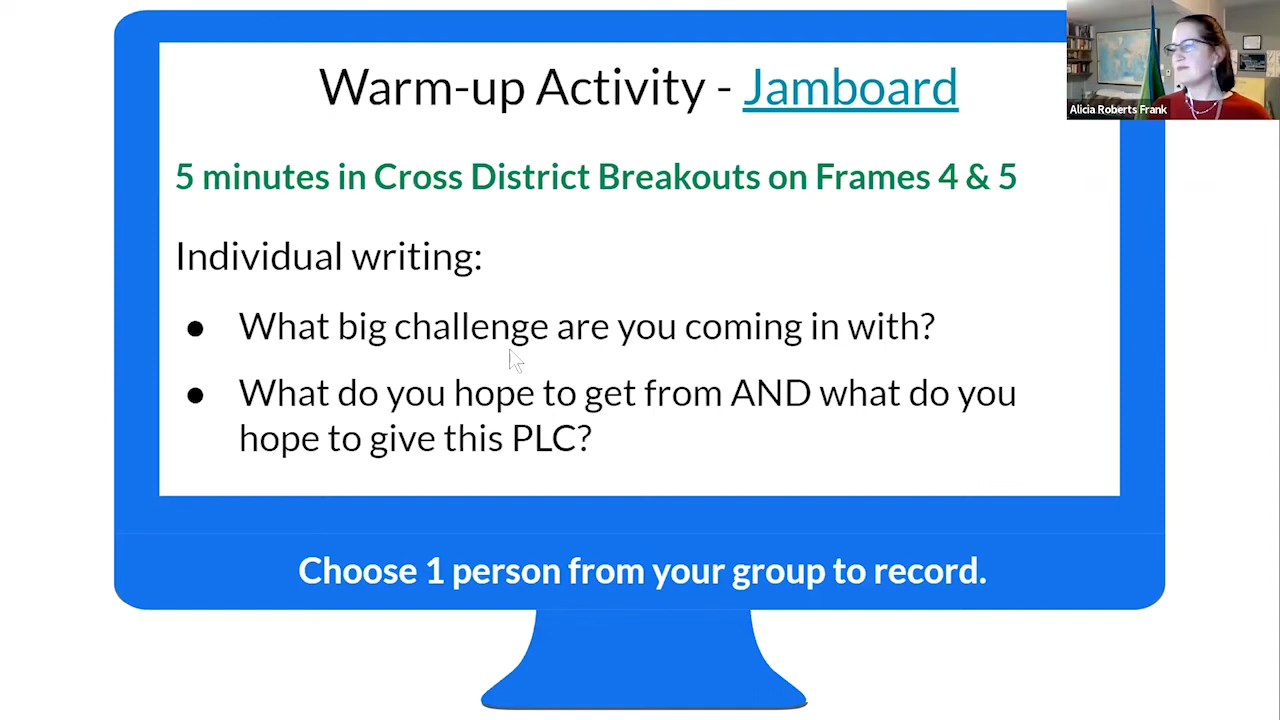 Warm-up Activity - Jamboard
Alicia Roberts Frank
5 minutes in Cross District Breakouts on Frames 4 & 5
Individual writing:
● What big challenge are you coming in with?
● What do you hope to get from AND what do you
hope to give this PLC?
Choose 1 person from your group to record.